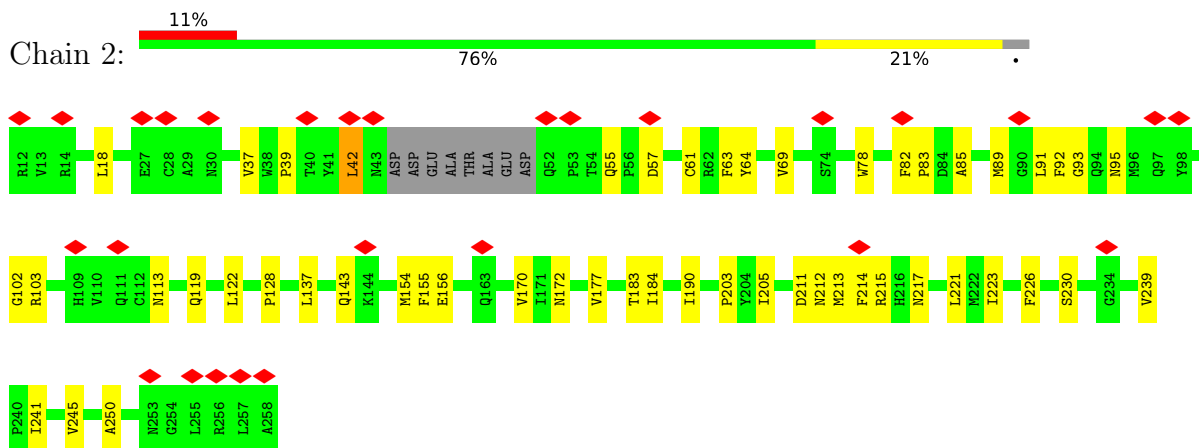 11%
Chain 2:
76% 21% •
R12 V13 R14 L18 E27 C28 A29 N30 V37 W38 P39 T40 Y41 L42 N43 ASP ASP GLU ALA THR ALA GLU ASP Q52 P53 T54 Q55 P56 D57 C61 R62 F63 Y64 V69 S74 W78 F82 P83 D84 A85 M89 G90 L91 F92 G93 Q94 N95 M96 Q97 Y98
G102 R103 H109 V110 Q111 C112 N113 Q119 L122 P128 L137 Q143 K144 M154 F155 E156 Q163 V170 I171 N172 V177 T183 I184 I190 P203 Y204 I205 D211 N212 M213 F214 R215 H216 N217 L221 M222 I223 F226 S230 G234 V239
P240 I241 V245 A250 N253 G254 L255 R256 L257 A258